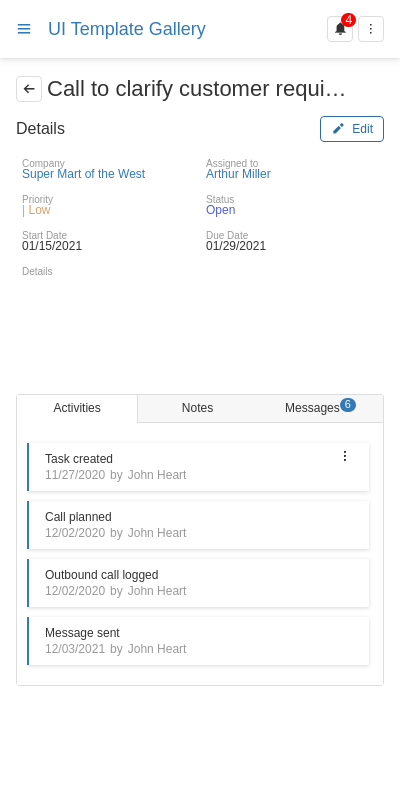 UI Template Gallery
4
Call to clarify customer requi…
Details
Edit
Company
Super Mart of the West
Assigned to
Arthur Miller
Priority
| Low
Status
Open
Start Date
01/15/2021
Due Date
01/29/2021
Details
Activities
Notes
Messages 6
Task created
11/27/2020 by John Heart
Call planned
12/02/2020 by John Heart
Outbound call logged
12/02/2020 by John Heart
Message sent
12/03/2021 by John Heart